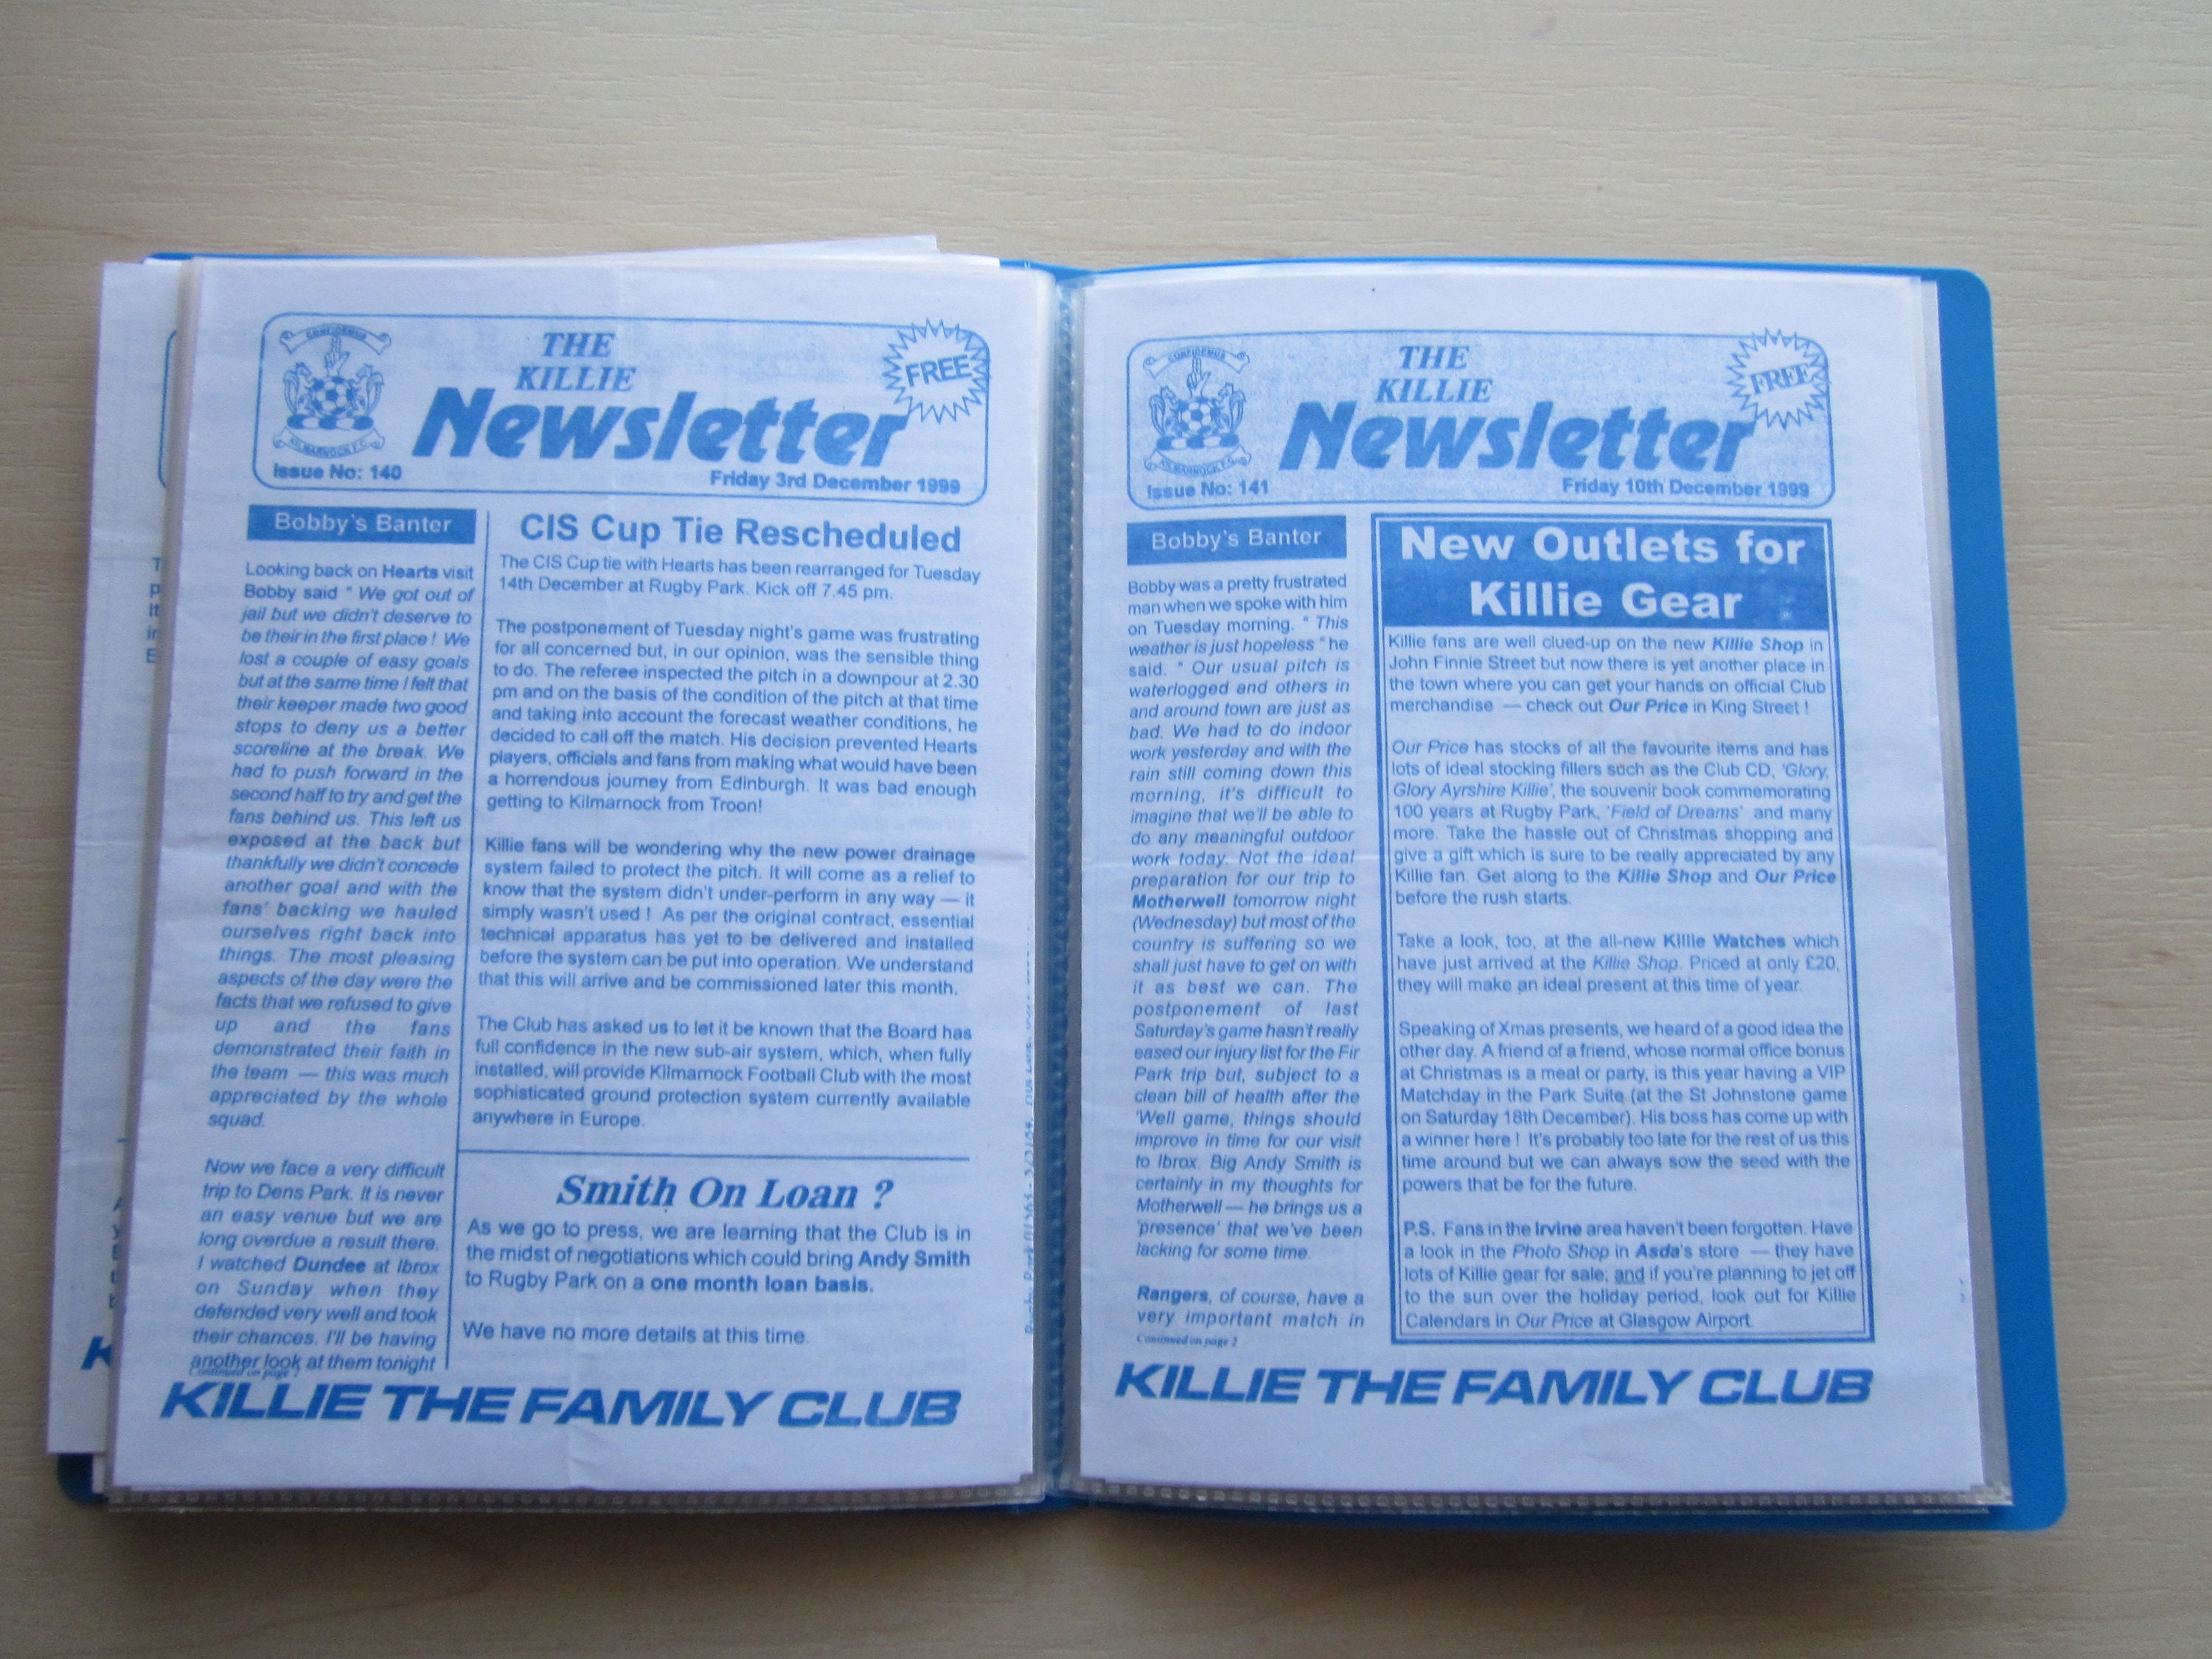 THE
KILLIE
Newsletter
FREE
CONFIDEMUS
KILMARNOCK F.C.
Issue No: 140
Friday 3rd December 1999
Bobby's Banter
Looking back on Hearts visit
Bobby said " We got out of
jail but we didn't deserve to
be their in the first place ! We
lost a couple of easy goals
but at the same time I felt that
their keeper made two good
stops to deny us a better
scoreline at the break. We
had to push forward in the
second half to try and get the
fans behind us. This left us
exposed at the back but
thankfully we didn't concede
another goal and with the
fans' backing we hauled
ourselves right back into
things. The most pleasing
aspects of the day were the
facts that we refused to give
up and the fans
demonstrated their faith in
the team — this was much
appreciated by the whole
squad.
Now we face a very difficult
trip to Dens Park. It is never
an easy venue but we are
long overdue a result there.
I watched Dundee at Ibrox
on Sunday when they
defended very well and took
their chances. I'll be having
another look at them tonight
Continued on page 2
CIS Cup Tie Rescheduled
The CIS Cup tie with Hearts has been rearranged for Tuesday
14th December at Rugby Park. Kick off 7.45 pm.
The postponement of Tuesday night's game was frustrating
for all concerned but, in our opinion, was the sensible thing
to do. The referee inspected the pitch in a downpour at 2.30
pm and on the basis of the condition of the pitch at that time
and taking into account the forecast weather conditions, he
decided to call off the match. His decision prevented Hearts
players, officials and fans from making what would have been
a horrendous journey from Edinburgh. It was bad enough
getting to Kilmarnock from Troon!
Killie fans will be wondering why the new power drainage
system failed to protect the pitch. It will come as a relief to
know that the system didn't under-perform in any way — it
simply wasn't used ! As per the original contract, essential
technical apparatus has yet to be delivered and installed
before the system can be put into operation. We understand
that this will arrive and be commissioned later this month.
The Club has asked us to let it be known that the Board has
full confidence in the new sub-air system, which, when fully
installed, will provide Kilmarnock Football Club with the most
sophisticated ground protection system currently available
anywhere in Europe.
Smith On Loan ?
As we go to press, we are learning that the Club is in
the midst of negotiations which could bring Andy Smith
to Rugby Park on a one month loan basis.
We have no more details at this time.
KILLIE THE FAMILY CLUB
THE
KILLIE
Newsletter
FREE
CONFIDEMUS
KILMARNOCK F.C.
Issue No: 141
Friday 10th December 1999
Bobby's Banter
Bobby was a pretty frustrated
man when we spoke with him
on Tuesday morning. " This
weather is just hopeless " he
said. " Our usual pitch is
waterlogged and others in
and around town are just as
bad. We had to do indoor
work yesterday and with the
rain still coming down this
morning, it's difficult to
imagine that we'll be able to
do any meaningful outdoor
work today. Not the ideal
preparation for our trip to
Motherwell tomorrow night
(Wednesday) but most of the
country is suffering so we
shall just have to get on with
it as best we can. The
postponement of last
Saturday's game hasn't really
eased our injury list for the Fir
Park trip but, subject to a
clean bill of health after the
'Well game, things should
improve in time for our visit
to Ibrox. Big Andy Smith is
certainly in my thoughts for
Motherwell — he brings us a
'presence' that we've been
lacking for some time.
Rangers, of course, have a
very important match in
Continued on page 2
New Outlets for
Killie Gear
Killie fans are well clued-up on the new Killie Shop in
John Finnie Street but now there is yet another place in
the town where you can get your hands on official Club
merchandise — check out Our Price in King Street !
Our Price has stocks of all the favourite items and has
lots of ideal stocking fillers such as the Club CD, 'Glory,
Glory Ayrshire Killie', the souvenir book commemorating
100 years at Rugby Park, 'Field of Dreams' and many
more. Take the hassle out of Christmas shopping and
give a gift which is sure to be really appreciated by any
Killie fan. Get along to the Killie Shop and Our Price
before the rush starts.
Take a look, too, at the all-new Killie Watches which
have just arrived at the Killie Shop. Priced at only £20,
they will make an ideal present at this time of year.
Speaking of Xmas presents, we heard of a good idea the
other day. A friend of a friend, whose normal office bonus
at Christmas is a meal or party, is this year having a VIP
Matchday in the Park Suite (at the St Johnstone game
on Saturday 18th December). His boss has come up with
a winner here ! It's probably too late for the rest of us this
time around but we can always sow the seed with the
powers that be for the future.
P.S. Fans in the Irvine area haven't been forgotten. Have
a look in the Photo Shop in Asda's store — they have
lots of Killie gear for sale; and if you're planning to jet off
to the sun over the holiday period, look out for Killie
Calendars in Our Price at Glasgow Airport.
KILLIE THE FAMILY CLUB